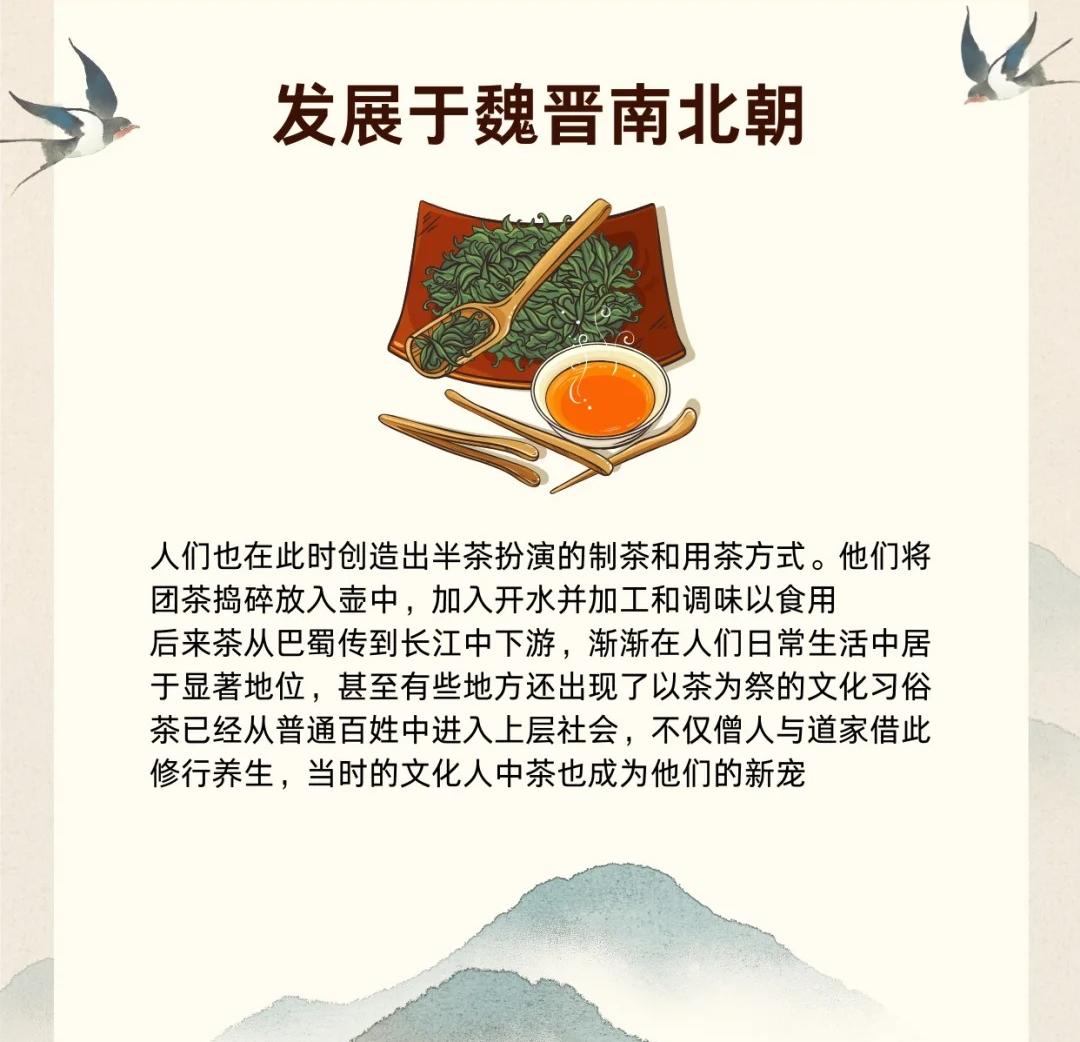 发展于魏晋南北朝
人们也在此时创造出半茶扮演的制茶和用茶方式。他们将
团茶捣碎放入壶中，加入开水并加工和调味以食用
后来茶从巴蜀传到长江中下游，渐渐在人们日常生活中居
于显著地位，甚至有些地方还出现了以茶为祭的文化习俗
茶已经从普通百姓中进入上层社会，不仅僧人与道家借此
修行养生，当时的文化人中茶也成为他们的新宠